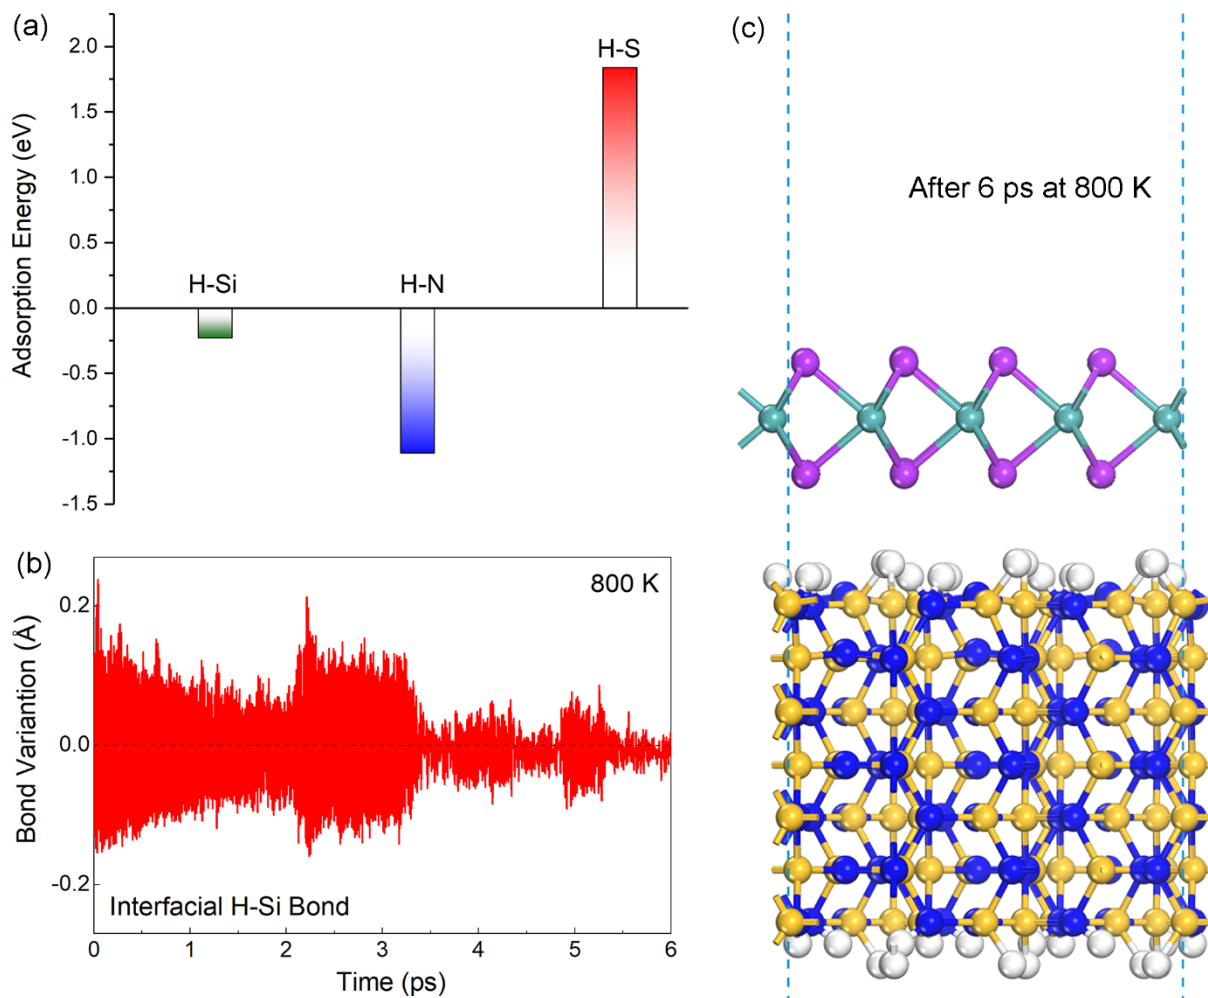 (a)
2.0
1.5
1.0
0.5
0.0
-0.5
-1.0
-1.5
Adsorption Energy (eV)
H-Si
H-N
H-S
(b)
0.2
0.0
-0.2
Bond Variantion (Å)
800 K
Interfacial H-Si Bond
0 1 2 3 4 5 6
Time (ps)
(c)
After 6 ps at 800 K